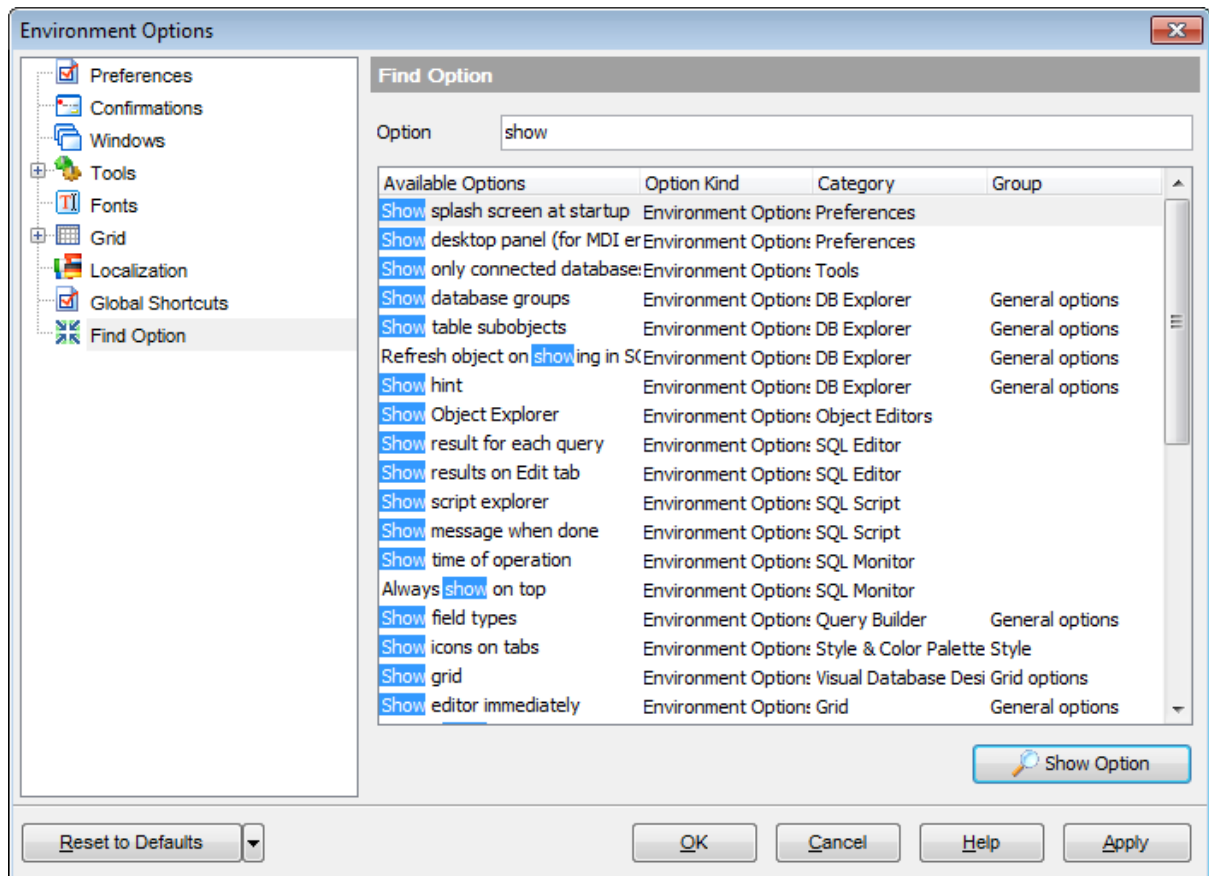 Environment Options
Preferences
Confirmations
Windows
Tools
Fonts
Grid
Localization
Global Shortcuts
Find Option
Find Option
Option show
Available Options Option Kind Category Group
Show splash screen at startup Environment Options Preferences
Show desktop panel (for MDI er Environment Options Preferences
Show only connected databases Environment Options Tools
Show database groups Environment Options DB Explorer General options
Show table subobjects Environment Options DB Explorer General options
Refresh object on showing in SQ Environment Options DB Explorer General options
Show hint Environment Options DB Explorer General options
Show Object Explorer Environment Options Object Editors
Show result for each query Environment Options SQL Editor
Show results on Edit tab Environment Options SQL Editor
Show script explorer Environment Options SQL Script
Show message when done Environment Options SQL Script
Show time of operation Environment Options SQL Monitor
Always show on top Environment Options SQL Monitor
Show field types Environment Options Query Builder General options
Show icons on tabs Environment Options Style & Color Palette Style
Show grid Environment Options Visual Database Desi Grid options
Show editor immediately Environment Options Grid General options
Show Option
Reset to Defaults OK Cancel Help Apply